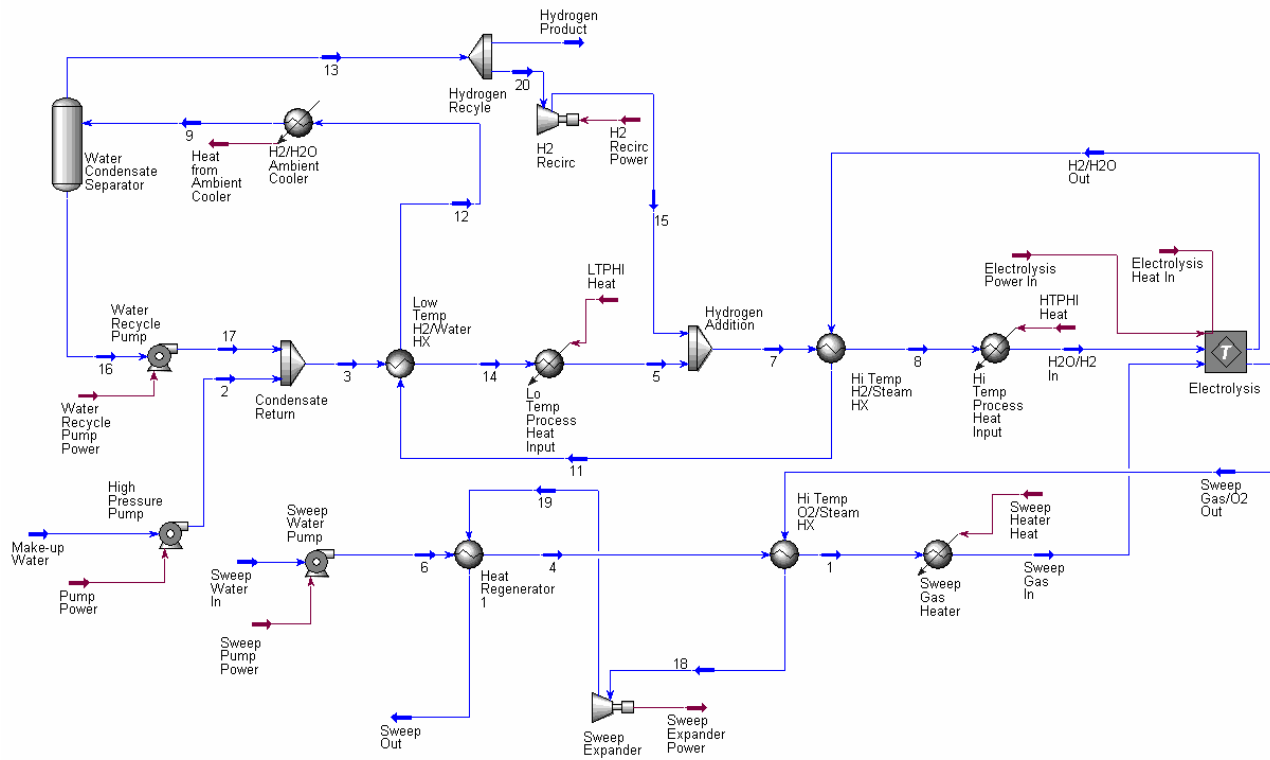 Hydrogen
Product
13
20
Hydrogen
Recyle
H2
Recirc
H2
Recirc
Power
9
Water
Condensate
Separator
Heat
from
Ambient
Cooler
H2/H2O
Ambient
Cooler
12
15
H2/H2O
Out
Electrolysis
Power In
Electrolysis
Heat In
LTPHI
Heat
HTPHI
Heat
Hydrogen
Addition
Low
Temp
H2/Water
HX
Water
Recycle
Pump
17
16
2
3
14
5
7
8
H2O/H2
In
Electrolysis
Condensate
Return
Water
Recycle
Pump
Power
Lo
Temp
Process
Heat
Input
Hi Temp
H2/Steam
HX
Hi
Temp
Process
Heat
Input
11
High
Pressure
Pump
Make-up
Water
Pump
Power
Sweep
Water
Pump
Sweep
Water
In
Sweep
Pump
Power
6
19
4
Heat
Regenerator
1
Hi Temp
O2/Steam
HX
1
Sweep
Heater
Heat
Sweep
Gas/O2
Out
Sweep
Gas
Heater
Sweep
Gas
In
18
Sweep
Out
Sweep
Expander
Sweep
Expander
Power
T